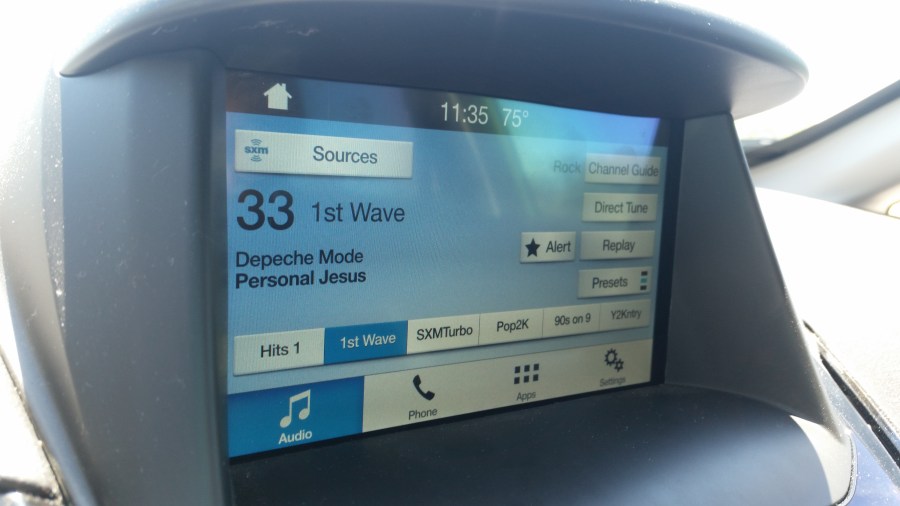 11:35 75°
sxm Sources
Rock Channel Guide
33 1st Wave
Direct Tune
Depeche Mode
Alert Replay
Personal Jesus
Presets
Hits 1 1st Wave SXMTurbo Pop2K 90s on 9 Y2Kntry
Audio Phone Apps Settings